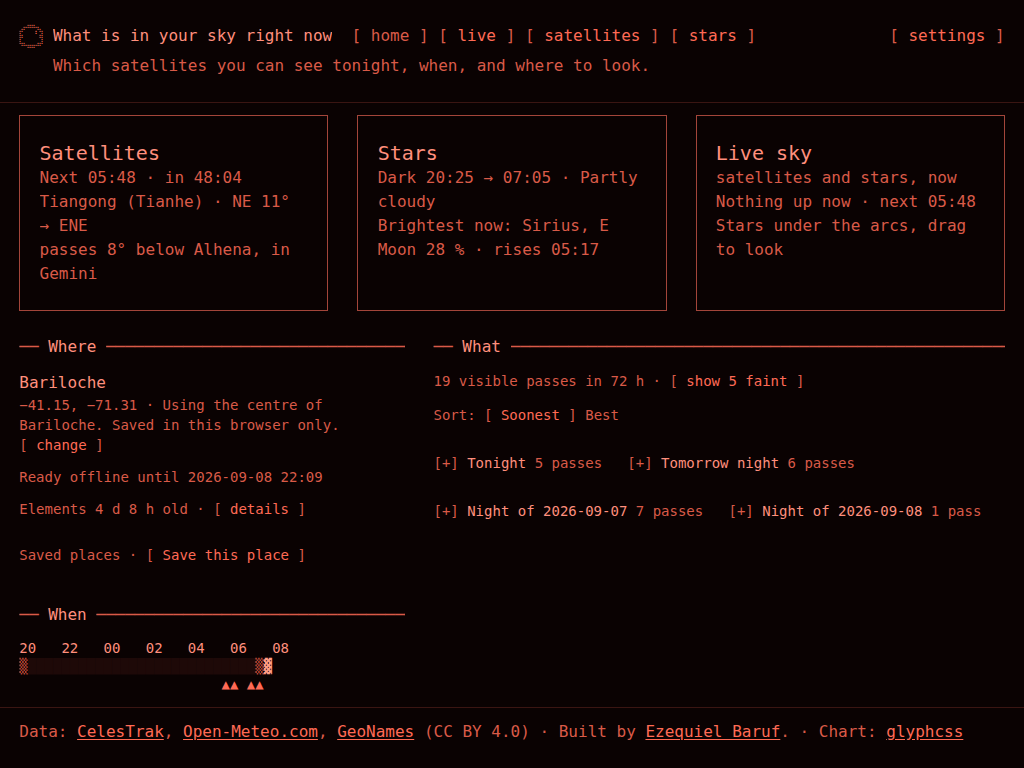 What is in your sky right now [ home ] [ live ] [ satellites ] [ stars ] [ settings ]
Which satellites you can see tonight, when, and where to look.
Satellites
Next 05:48 · in 48:04
Tiangong (Tianhe) · NE 11°
→ ENE
passes 8° below Alhena, in
Gemini
Stars
Dark 20:25 → 07:05 · Partly
cloudy
Brightest now: Sirius, E
Moon 28 % · rises 05:17
Live sky
satellites and stars, now
Nothing up now · next 05:48
Stars under the arcs, drag
to look
Where
Bariloche
−41.15, −71.31 · Using the centre of
Bariloche. Saved in this browser only.
[ change ]
Ready offline until 2026-09-08 22:09
Elements 4 d 8 h old · [ details ]
Saved places · [ Save this place ]
What
19 visible passes in 72 h · [ show 5 faint ]
Sort: [ Soonest ] Best
[+] Tonight 5 passes [+] Tomorrow night 6 passes
[+] Night of 2026-09-07 7 passes [+] Night of 2026-09-08 1 pass
When
20 22 00 02 04 06 08
▲▲ ▲▲
Data: CelesTrak, Open-Meteo.com, GeoNames (CC BY 4.0) · Built by Ezequiel Baruf. · Chart: glyphcss